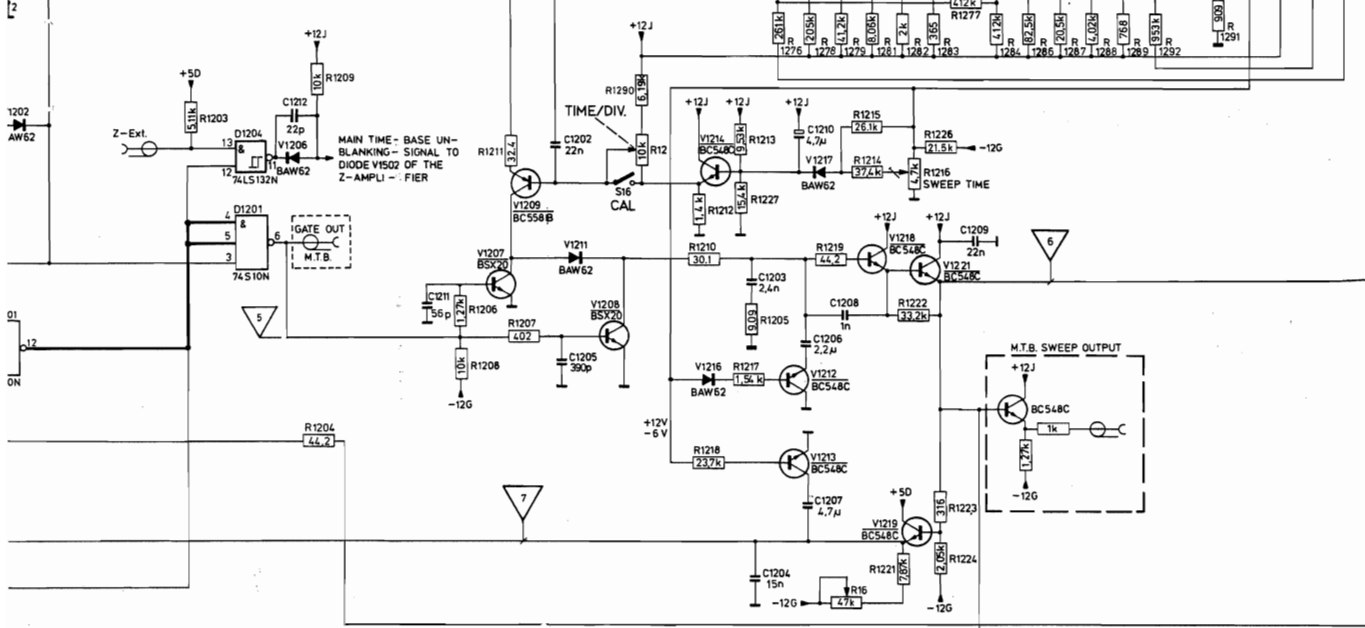 2
+12J
10k
R1209
+5D
5,11k
R1203
C1212
22p
1202
AW62
Z-Ext.
D1204
13
&
11
12
74LS132N
V1206
BAW62
MAIN TIME- BASE UN-
BLANKING- SIGNAL TO
DIODE V1502 OF THE
Z-AMPLI - FIER
D1201
4
&
5
6
3
74S10N
GATE OUT
M.T.B.
5
01
12
ON
R1211
32,4
C1202
22n
V1209
BC558B
V1207
BSX20
V1211
BAW62
C1211
56p
1,27k
R1206
R1207
402
V1208
BSX20
10k
R1208
-12G
C1205
390p
+12J
R1290
6,19k
TIME/DIV.
10k
R12
S16
CAL
+12J
V1214
BC548C
+12J
9,53k
R1213
1,4k
R1212
15,4k
R1227
+12J
C1210
4,7µ
V1217
BAW62
R1215
26,1k
R1214
37,4k
R1226
21,5k
-12G
4,7k
R1216
SWEEP TIME
412k
R1277
261k
R
1276
205k
R
1278
41,2k
R
1279
8,06k
R
1281
2k
R
1282
365
R
1283
412k
R
1284
82,5k
R
1286
20,5k
R
1287
4,02k
R
1288
768
R
1289
953k
R
1292
909
R
1291
R1210
30.1
C1203
2,4n
9,09
R1205
R1219
44,2
+12J
V1218
BC548C
+12J
C1209
22n
V1221
BC548C
6
C1208
1n
R1222
33,2k
C1206
2,2µ
V1216
BAW62
R1217
1,54k
V1212
BC548C
+12V
-6V
R1218
23,7k
V1213
BC548C
C1207
4,7µ
M.T.B. SWEEP OUTPUT
+12J
BC548C
1k
1,27k
-12G
R1204
44,2
7
+5D
V1219
BC548C
316
R1223
2,05k
R1224
-12G
R1221
7,87k
C1204
15n
-12G
R16
47k